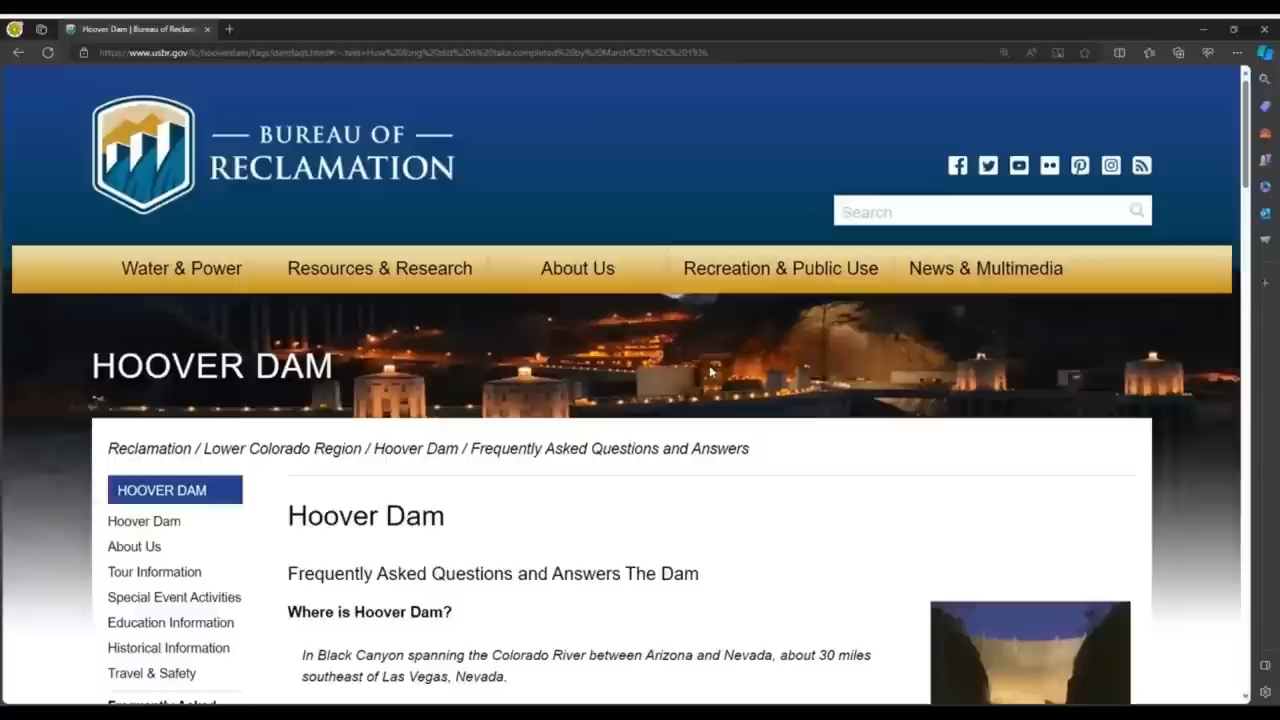 Hoover Dam | Bureau of Reclam
BUREAU OF
RECLAMATION
Search
Water & Power
Resources & Research
About Us
Recreation & Public Use
News & Multimedia
HOOVER DAM
Reclamation / Lower Colorado Region / Hoover Dam / Frequently Asked Questions and Answers
HOOVER DAM
Hoover Dam
About Us
Tour Information
Special Event Activities
Education Information
Historical Information
Travel & Safety
Frequently Asked
Hoover Dam
Frequently Asked Questions and Answers The Dam
Where is Hoover Dam?
In Black Canyon spanning the Colorado River between Arizona and Nevada, about 30 miles
southeast of Las Vegas, Nevada.